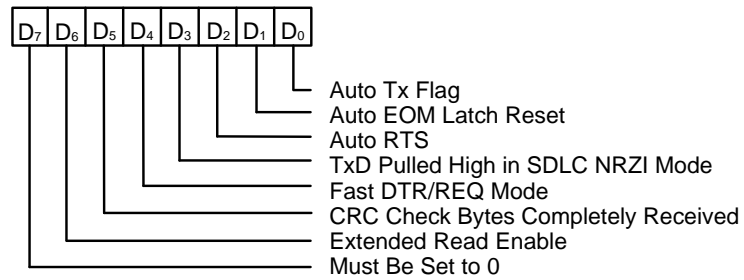 D₇ D₆ D₅ D₄ D₃ D₂ D₁ D₀
Auto Tx Flag
Auto EOM Latch Reset
Auto RTS
TxD Pulled High in SDLC NRZI Mode
Fast DTR/REQ Mode
CRC Check Bytes Completely Received
Extended Read Enable
Must Be Set to 0